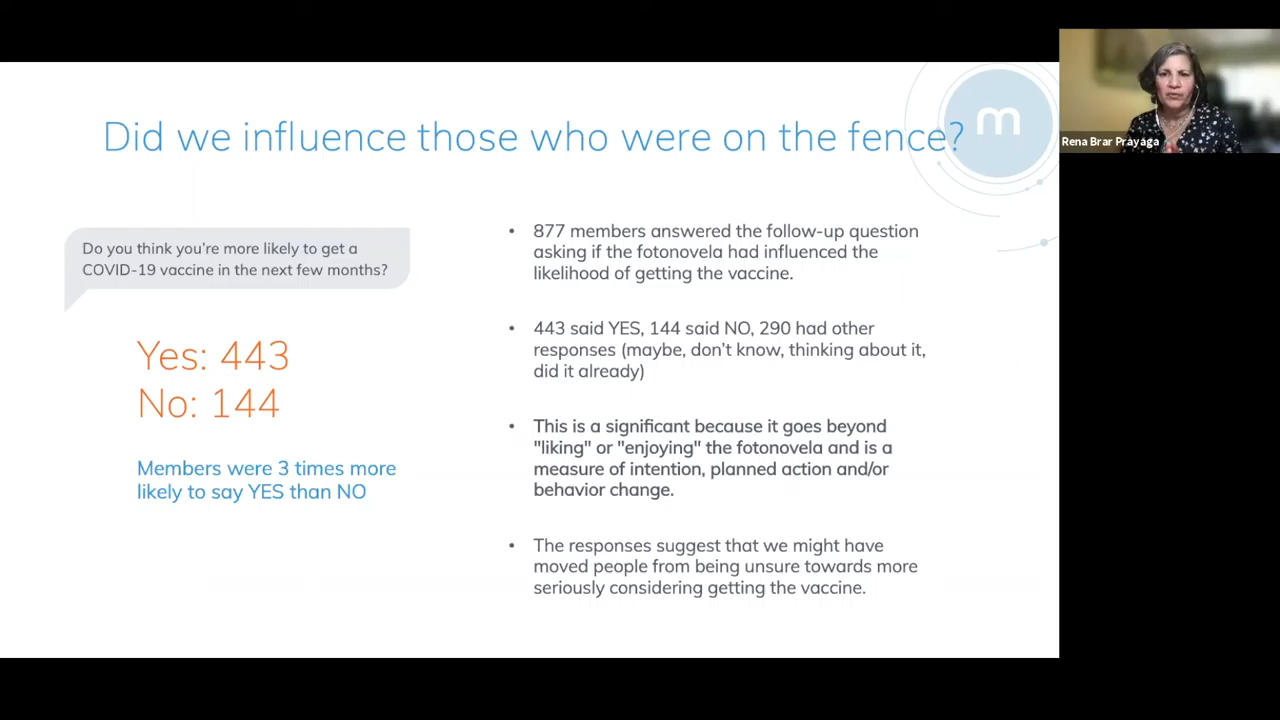 Did we influence those who were on the fence?
m
Rena Brar Prayaga
Do you think you're more likely to get a
COVID-19 vaccine in the next few months?
Yes: 443
No: 144
Members were 3 times more
likely to say YES than NO
• 877 members answered the follow-up question
asking if the fotonovela had influenced the
likelihood of getting the vaccine.
• 443 said YES, 144 said NO, 290 had other
responses (maybe, don't know, thinking about it,
did it already)
• This is a significant because it goes beyond
"liking" or "enjoying" the fotonovela and is a
measure of intention, planned action and/or
behavior change.
• The responses suggest that we might have
moved people from being unsure towards more
seriously considering getting the vaccine.